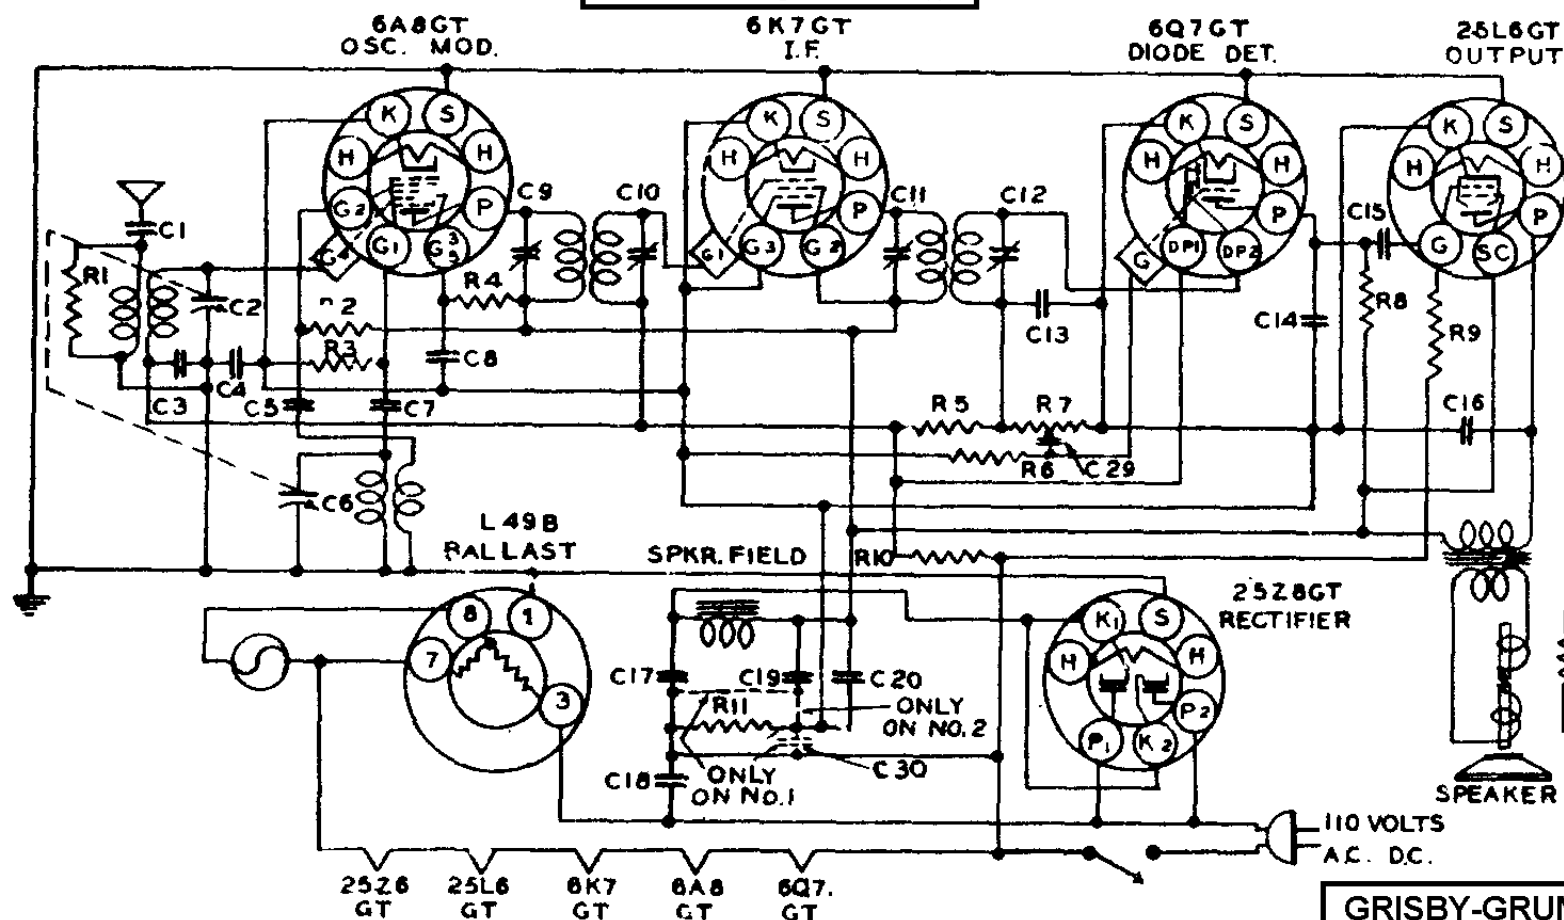 6A8GT
OSC. MOD.
6K7GT
I.F.
6Q7GT
DIODE DET.
25L6GT
OUTPUT
K S
H H
G2 P
G4 G1 G3 5
K S
H H
P
G1 G3 G2
K S
H H
P
G DP1 DP2
K S
H H
P
G SC
C1
R1
C2
C3 C4
R3
R4
C5 C7
C8
C6
C9 C10
C11 C12
C13
C14
C15
R8
R9
C16
R5 R7
R6 C29
R10
L49B
BALLAST
8 1
7
3
SPKR. FIELD
C17 C19 C20
R11
ONLY
ON NO. 2
C18
ONLY
ON NO. 1
C30
25Z8GT
RECTIFIER
K1 S
H H
P2
P1 K2
SPEAKER
110 VOLTS
A.C. D.C.
25Z6
GT
25L6
GT
6K7
GT
6A8
GT
6Q7.
GT